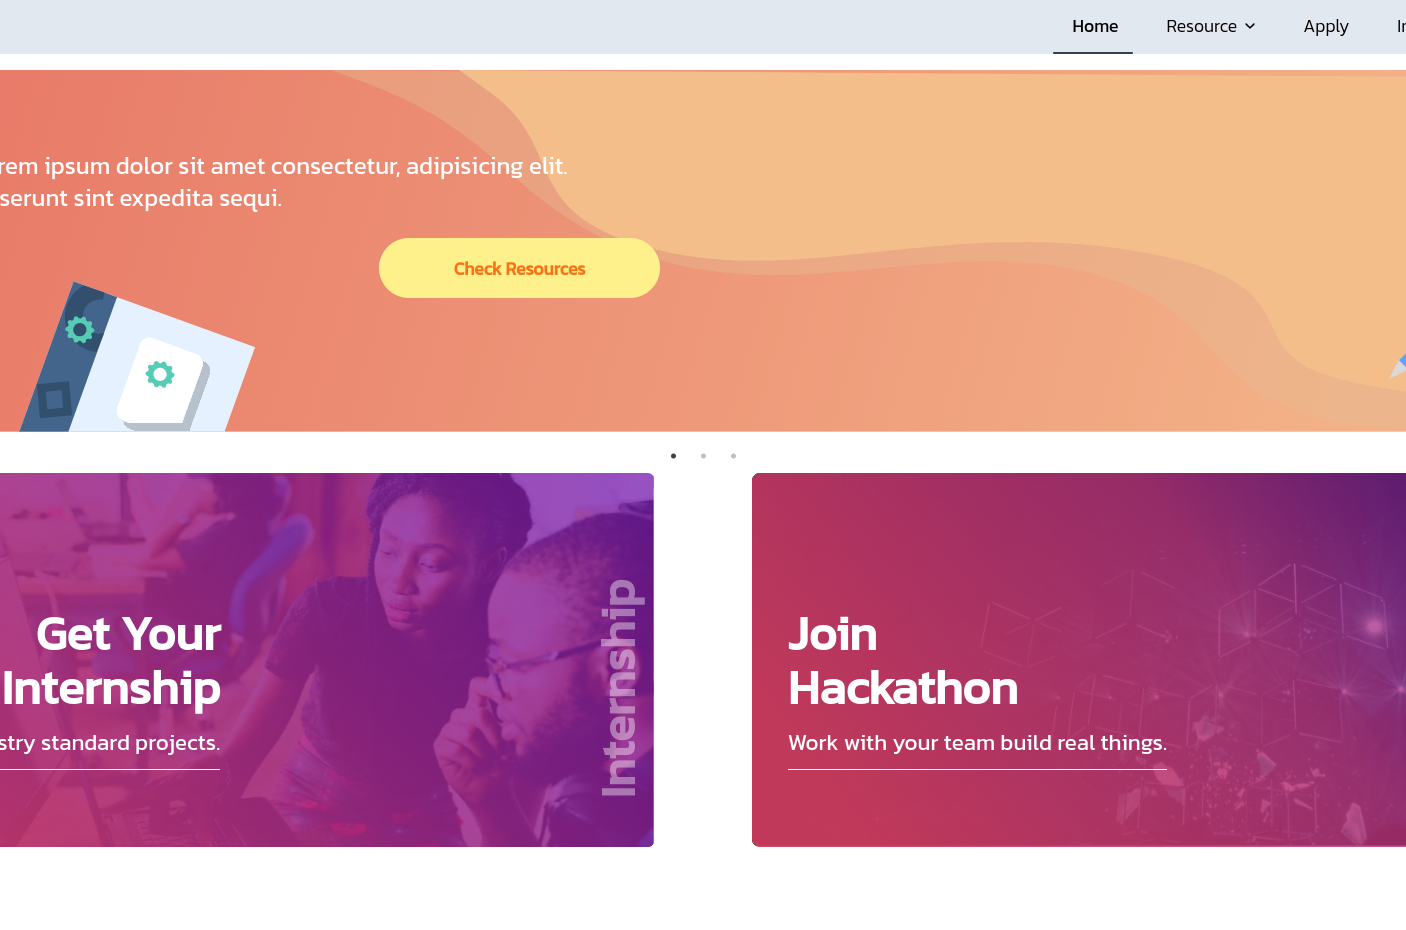 Home Resource Apply
rem ipsum dolor sit amet consectetur, adipisicing elit.
serunt sint expedita sequi.
Check Resources
Get Your
Internship
stry standard projects.
Internship
Join
Hackathon
Work with your team build real things.